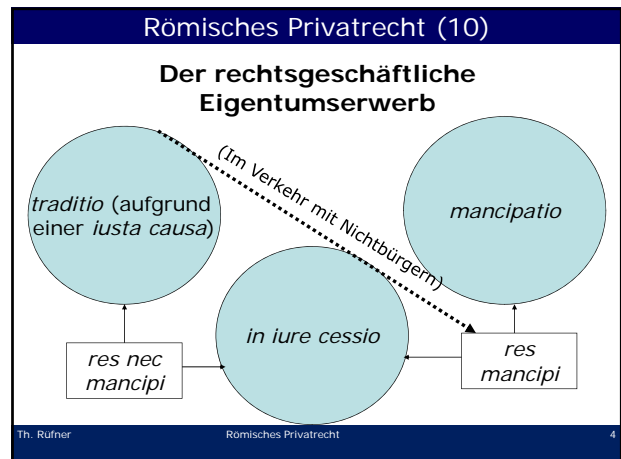 Römisches Privatrecht (10)
Der rechtsgeschäftliche
Eigentumserwerb
(Im Verkehr mit Nichtbürgern)
traditio (aufgrund
einer iusta causa)
mancipatio
in iure cessio
res nec
mancipi
res
mancipi
Th. Rüfner
Römisches Privatrecht
4